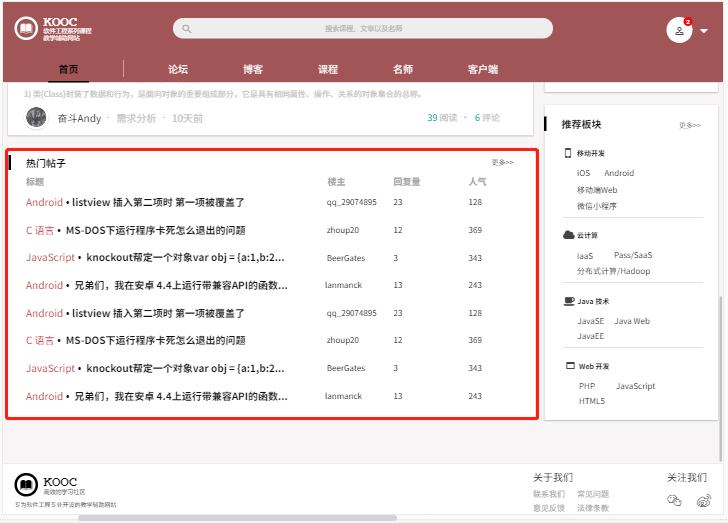 KOOC
软件工程系列课程
教学辅助网站
搜索课程、文章以及名师
2
首页 论坛 博客 课程 名师 客户端
1) 类(Class)封装了数据和行为，是面向对象的重要组成部分，它是具有相同属性、操作、关系的对象集合的总称。
奋斗Andy · 需求分析 · 10天前 39 阅读 · 6 评论
热门帖子 更多>>
标题 楼主 回复量 人气
Android • listview 插入第二项时 第一项被覆盖了 qq_29074895 23 128
C 语言 • MS-DOS下运行程序卡死怎么退出的问题 zhoup20 12 369
JavaScript • knockout帮定一个对象var obj = {a:1,b:2... BeerGates 3 343
Android • 兄弟们，我在安卓 4.4上运行带兼容API的函数... lanmanck 13 243
Android • listview 插入第二项时 第一项被覆盖了 qq_29074895 23 128
C 语言 • MS-DOS下运行程序卡死怎么退出的问题 zhoup20 12 369
JavaScript • knockout帮定一个对象var obj = {a:1,b:2... BeerGates 3 343
Android • 兄弟们，我在安卓 4.4上运行带兼容API的函数... lanmanck 13 243
推荐板块 更多>>
移动开发
iOS Android
移动端Web
微信小程序
云计算
IaaS Pass/SaaS
分布式计算/Hadoop
Java 技术
JavaSE Java Web
JavaEE
Web 开发
PHP JavaScript
HTML5
KOOC
高效的学习社区
为软件工程专业开设的教学辅助网站
关于我们
联系我们 常见问题
意见反馈 法律条款
关注我们